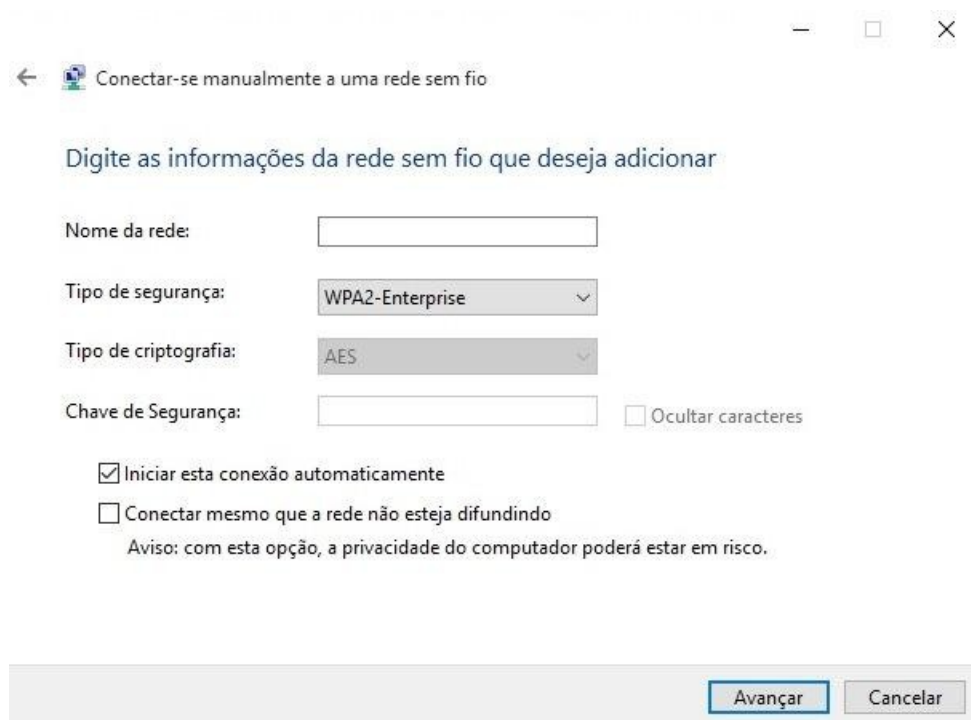 Conectar-se manualmente a uma rede sem fio
Digite as informações da rede sem fio que deseja adicionar
Nome da rede:
Tipo de segurança: WPA2-Enterprise
Tipo de criptografia: AES
Chave de Segurança: Ocultar caracteres
Iniciar esta conexão automaticamente
Conectar mesmo que a rede não esteja difundindo
Aviso: com esta opção, a privacidade do computador poderá estar em risco.
Avançar Cancelar